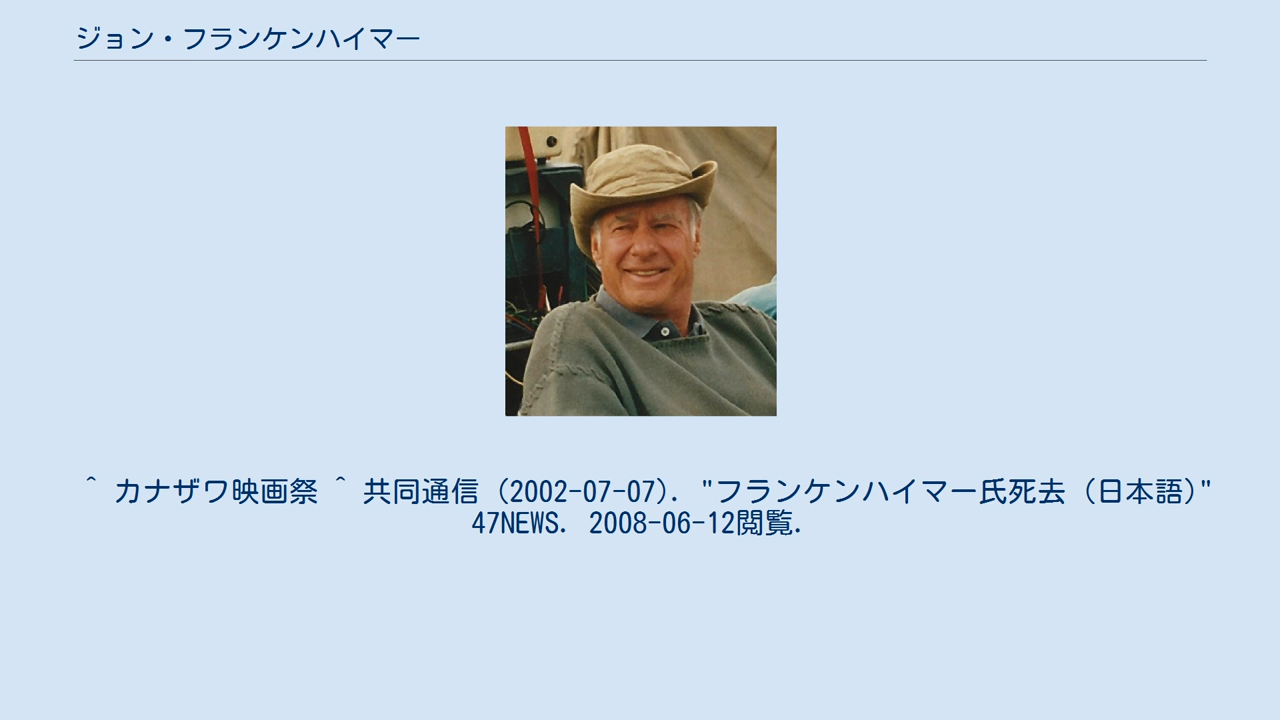 ジョン・フランケンハイマー
^ カナザワ映画祭 ^ 共同通信 (2002-07-07). "フランケンハイマー氏死去 (日本語)"
47NEWS. 2008-06-12閲覧.